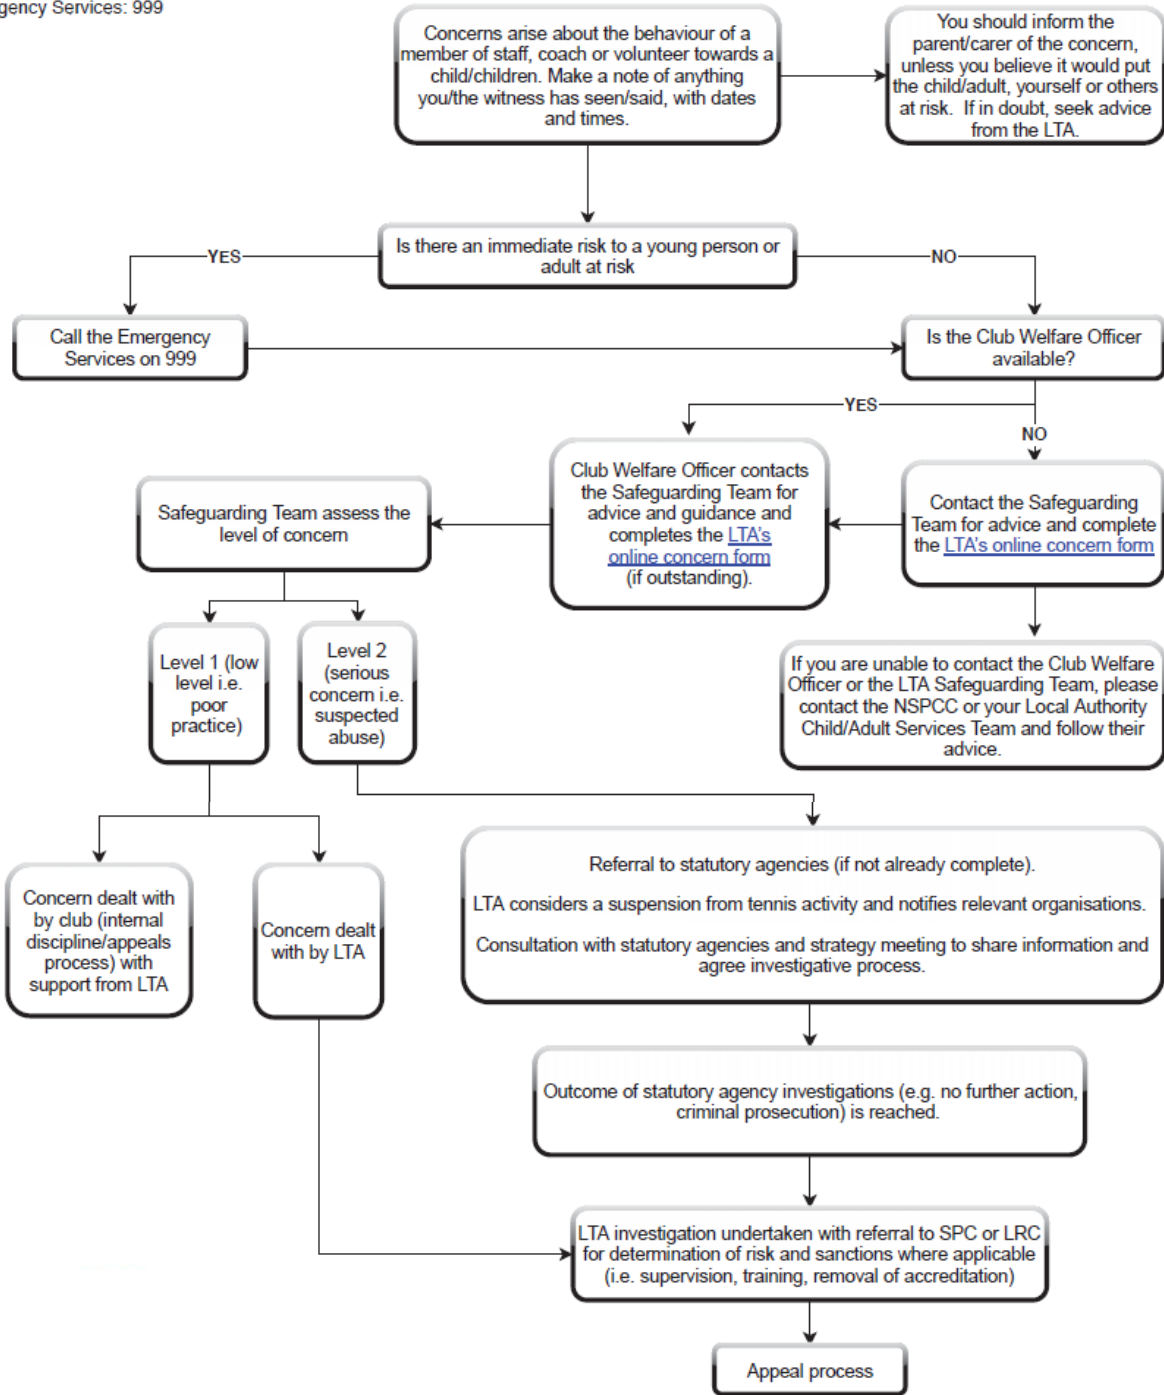 gency Services: 999
Concerns arise about the behaviour of a
member of staff, coach or volunteer towards a
child/children. Make a note of anything
you/the witness has seen/said, with dates
and times.
You should inform the
parent/carer of the concern,
unless you believe it would put
the child/adult, yourself or others
at risk. If in doubt, seek advice
from the LTA.
Is there an immediate risk to a young person or
adult at risk
YES
NO
Call the Emergency
Services on 999
Is the Club Welfare Officer
available?
YES
NO
Club Welfare Officer contacts
the Safeguarding Team for
advice and guidance and
completes the LTA's
online concern form
(if outstanding).
Contact the Safeguarding
Team for advice and complete
the LTA's online concern form
Safeguarding Team assess the
level of concern
Level 1 (low
level i.e.
poor
practice)
Level 2
(serious
concern i.e.
suspected
abuse)
If you are unable to contact the Club Welfare
Officer or the LTA Safeguarding Team, please
contact the NSPCC or your Local Authority
Child/Adult Services Team and follow their
advice.
Concern dealt with
by club (internal
discipline/appeals
process) with
support from LTA
Concern dealt
with by LTA
Referral to statutory agencies (if not already complete).
LTA considers a suspension from tennis activity and notifies relevant organisations.
Consultation with statutory agencies and strategy meeting to share information and
agree investigative process.
Outcome of statutory agency investigations (e.g. no further action,
criminal prosecution) is reached.
LTA investigation undertaken with referral to SPC or LRC
for determination of risk and sanctions where applicable
(i.e. supervision, training, removal of accreditation)
Appeal process